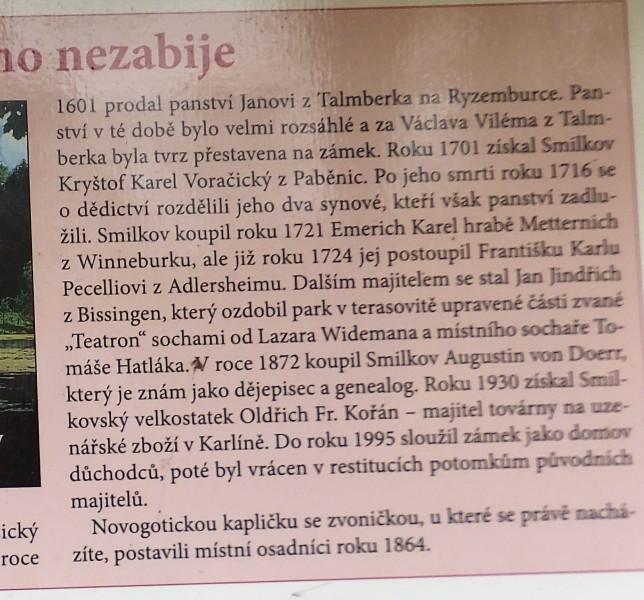 no nezabije
1601 prodal panství Janovi z Talmberka na Ryzemburce. Pan-
ství v té době bylo velmi rozsáhlé a za Václava Viléma z Talm-
berka byla tvrz přestavena na zámek. Roku 1701 získal Smilkov
Kryštof Karel Voračický z Paběnic. Po jeho smrti roku 1716 se
o dědictví rozdělili jeho dva synové, kteří však panství zadlu-
žili. Smilkov koupil roku 1721 Emerich Karel hrabě Metternich
z Winneburku, ale již roku 1724 jej postoupil Františku Karlu
Pecelliovi z Adlersheimu. Dalším majitelem se stal Jan Jindřich
z Bissingen, který ozdobil park v terasovitě upravené části zvané
„Teatron“ sochami od Lazara Widemana a místního sochaře To-
máše Hatláka. V roce 1872 koupil Smilkov Augustin von Doerr,
který je znám jako dějepisec a genealog. Roku 1930 získal Smil-
kovský velkostatek Oldřich Fr. Kořán – majitel továrny na uze-
nářské zboží v Karlíně. Do roku 1995 sloužil zámek jako domov
důchodců, poté byl vrácen v restitucích potomkům původních
majitelů.
Novogotickou kapličku se zvoničkou, u které se právě nachá-
zíte, postavili místní osadníci roku 1864.
ický
roce